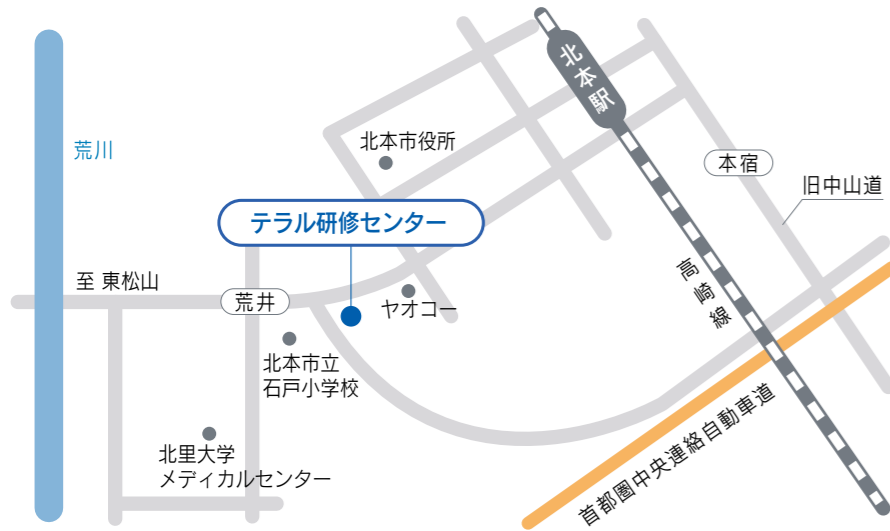 北本駅
荒川
北本市役所
本宿
旧中山道
テラル研修センター
至 東松山
荒井
ヤオコー
高崎線
北本市立
石戸小学校
北里大学
メディカルセンター
首都圏中央連絡自動車道